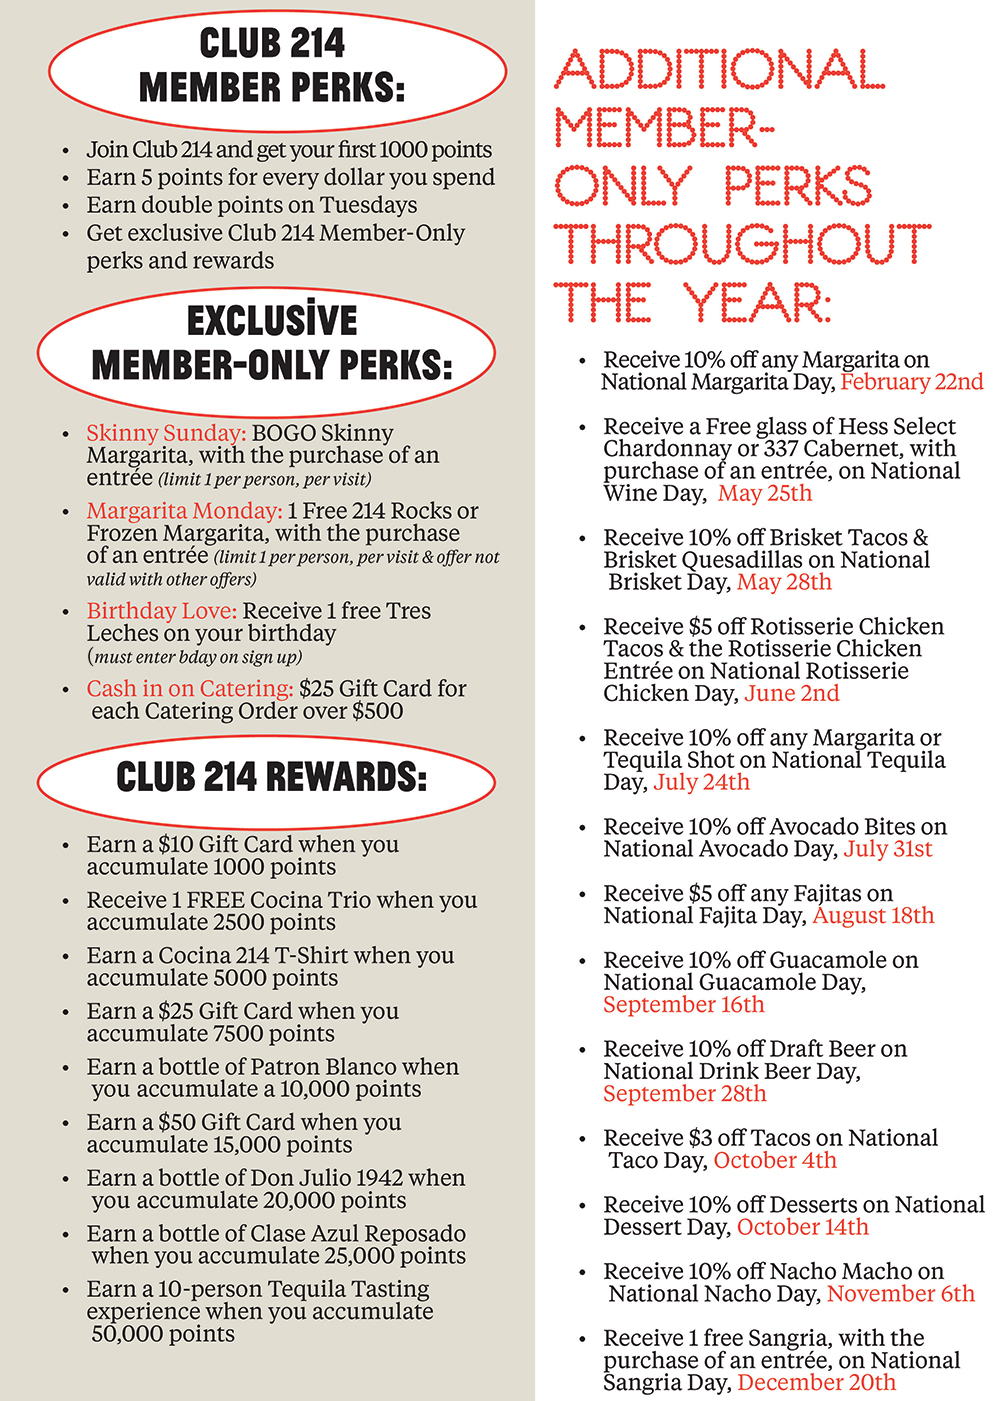 CLUB 214
MEMBER PERKS:
• Join Club 214 and get your first 1000 points
• Earn 5 points for every dollar you spend
• Earn double points on Tuesdays
• Get exclusive Club 214 Member-Only
perks and rewards
EXCLUSiVE
MEMBER-ONLY PERKS:
• Skinny Sunday: BOGO Skinny
Margarita, with the purchase of an
entrée (limit 1 per person, per visit)
• Margarita Monday: 1 Free 214 Rocks or
Frozen Margarita, with the purchase
of an entrée (limit 1 per person, per visit & offer not
valid with other offers)
• Birthday Love: Receive 1 free Tres
Leches on your birthday
(must enter bday on sign up)
• Cash in on Catering: $25 Gift Card for
each Catering Order over $500
CLUB 214 REWARDS:
• Earn a $10 Gift Card when you
accumulate 1000 points
• Receive 1 FREE Cocina Trio when you
accumulate 2500 points
• Earn a Cocina 214 T-Shirt when you
accumulate 5000 points
• Earn a $25 Gift Card when you
accumulate 7500 points
• Earn a bottle of Patron Blanco when
you accumulate a 10,000 points
• Earn a $50 Gift Card when you
accumulate 15,000 points
• Earn a bottle of Don Julio 1942 when
you accumulate 20,000 points
• Earn a bottle of Clase Azul Reposado
when you accumulate 25,000 points
• Earn a 10-person Tequila Tasting
experience when you accumulate
50,000 points
ADDITIONAL
MEMBER-
ONLY PERKS
THROUGHOUT
THE YEAR:
• Receive 10% off any Margarita on
National Margarita Day, February 22nd
• Receive a Free glass of Hess Select
Chardonnay or 337 Cabernet, with
purchase of an entrée, on National
Wine Day, May 25th
• Receive 10% off Brisket Tacos &
Brisket Quesadillas on National
Brisket Day, May 28th
• Receive $5 off Rotisserie Chicken
Tacos & the Rotisserie Chicken
Entrée on National Rotisserie
Chicken Day, June 2nd
• Receive 10% off any Margarita or
Tequila Shot on National Tequila
Day, July 24th
• Receive 10% off Avocado Bites on
National Avocado Day, July 31st
• Receive $5 off any Fajitas on
National Fajita Day, August 18th
• Receive 10% off Guacamole on
National Guacamole Day,
September 16th
• Receive 10% off Draft Beer on
National Drink Beer Day,
September 28th
• Receive $3 off Tacos on National
Taco Day, October 4th
• Receive 10% off Desserts on National
Dessert Day, October 14th
• Receive 10% off Nacho Macho on
National Nacho Day, November 6th
• Receive 1 free Sangria, with the
purchase of an entrée, on National
Sangria Day, December 20th